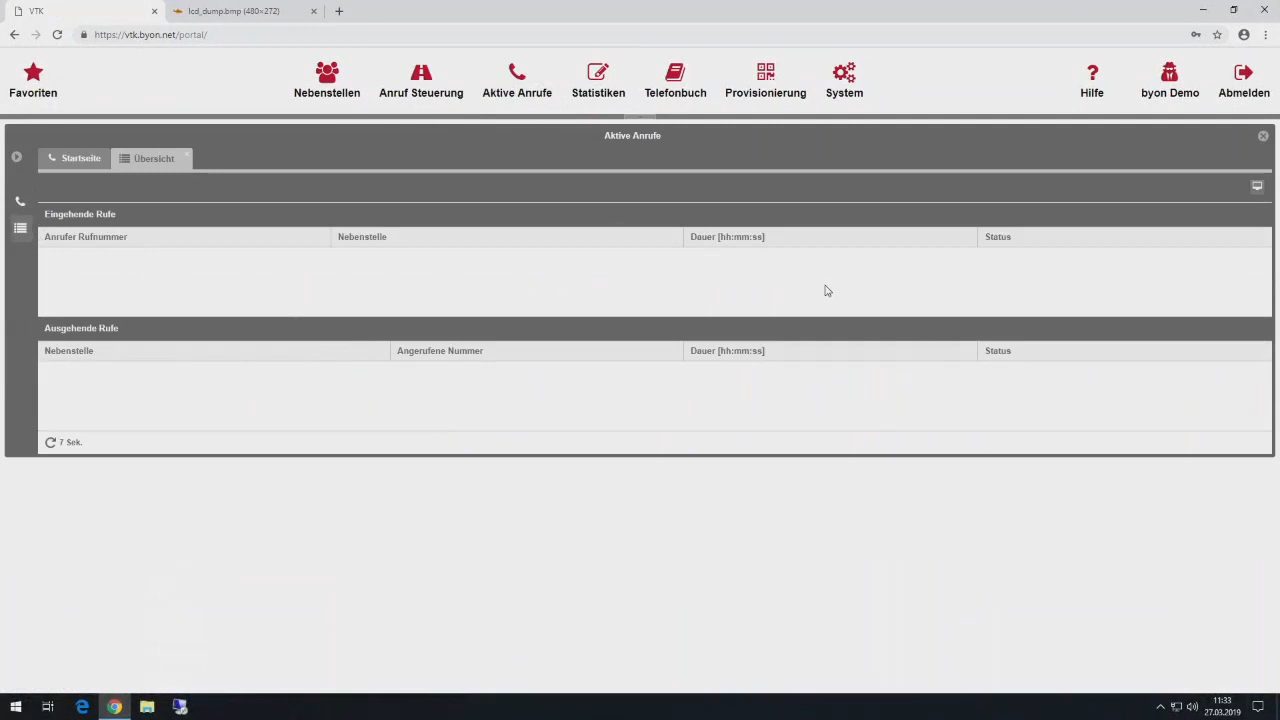 VTK
lcd_dump.bmp (480×272)
https://vtk.byon.net/portal/
Favoriten
Nebenstellen
Anruf Steuerung
Aktive Anrufe
Statistiken
Telefonbuch
Provisionierung
System
Hilfe
byon Demo
Abmelden
Aktive Anrufe
Startseite
Übersicht
Eingehende Rufe
Anrufer Rufnummer
Nebenstelle
Dauer [hh:mm:ss]
Status
Ausgehende Rufe
Nebenstelle
Angerufene Nummer
Dauer [hh:mm:ss]
Status
7 Sek.
11:33
27.03.2019